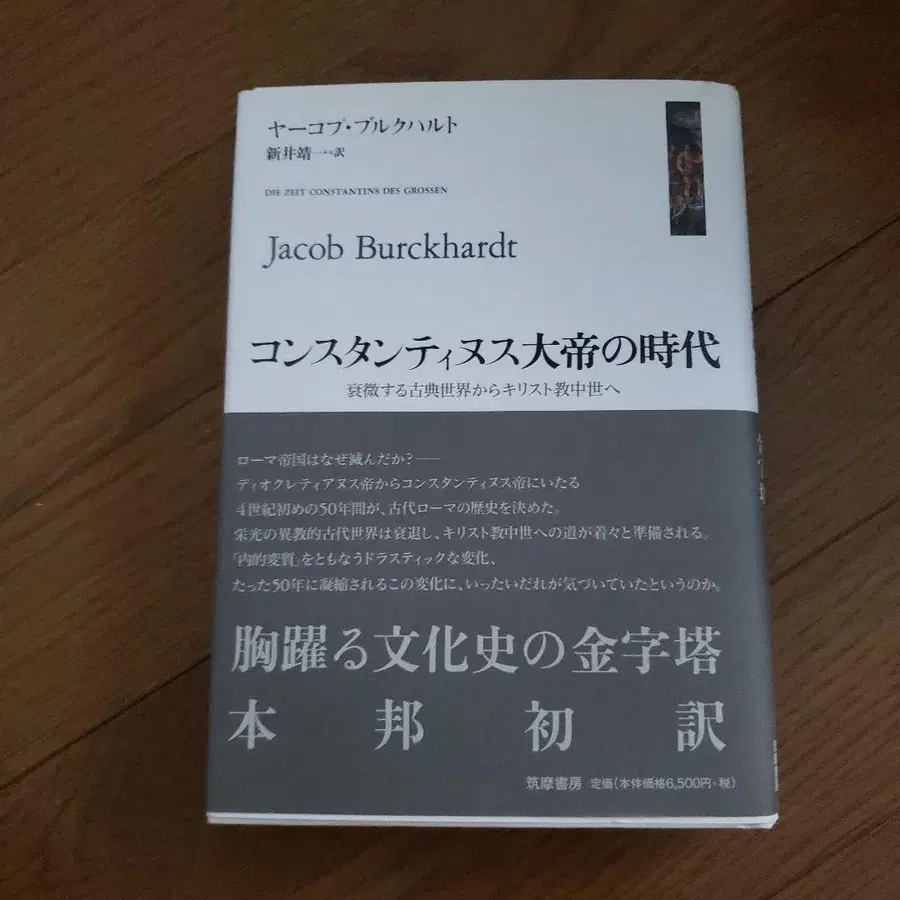 ヤーコプ・ブルクハルト
新井靖一・訳
DIE ZEIT CONSTANTINS DES GROSSEN
Jacob Burckhardt
コンスタンティヌス大帝の時代
衰微する古典世界からキリスト教中世へ
ローマ帝国はなぜ滅んだか?——
ディオクレティアヌス帝からコンスタンティヌス帝にいたる
4世紀初めの50年間が、古代ローマの歴史を決めた。
栄光の異教的古代世界は衰退し、キリスト教中世への道が着々と準備される。
「内的変質」をともなうドラスティックな変化、
たった50年に凝縮されるこの変化に、いったいだれが気づいていたというのか。
胸躍る文化史の金字塔
本邦初訳
筑摩書房 定価(本体価格6,500円+税)